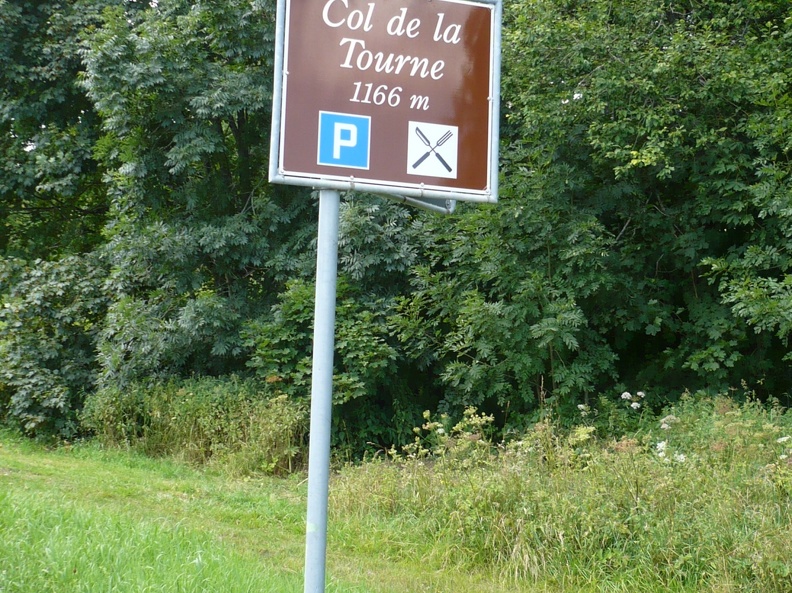 Col de la
Tourne
1166 m
P